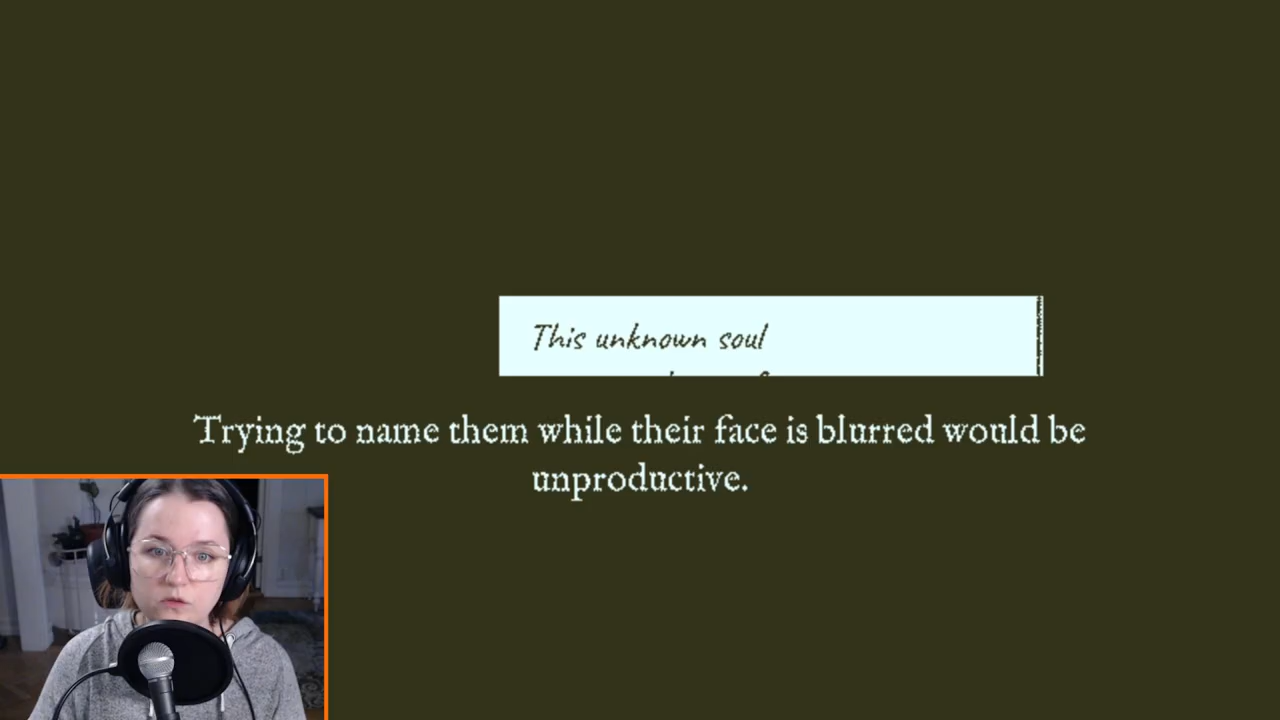 This unknown soul
Trying to name them while their face is blurred would be
unproductive.